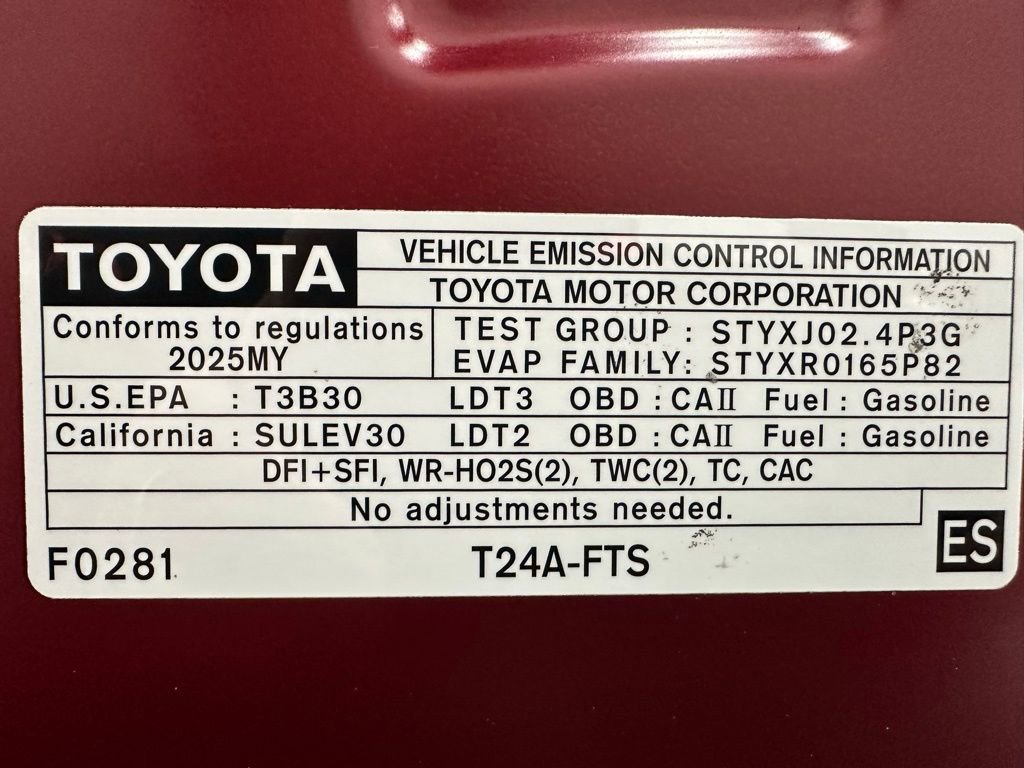 TOYOTA VEHICLE EMISSION CONTROL INFORMATION
TOYOTA MOTOR CORPORATION
Conforms to regulations
2025MY
TEST GROUP : STYXJ02.4P3G
EVAP FAMILY: STYXR0165P82
U.S.EPA : T3B30 LDT3 OBD : CAII Fuel : Gasoline
California : SULEV30 LDT2 OBD : CAII Fuel : Gasoline
DFI+SFI, WR-HO2S(2), TWC(2), TC, CAC
No adjustments needed.
F0281 T24A-FTS ES